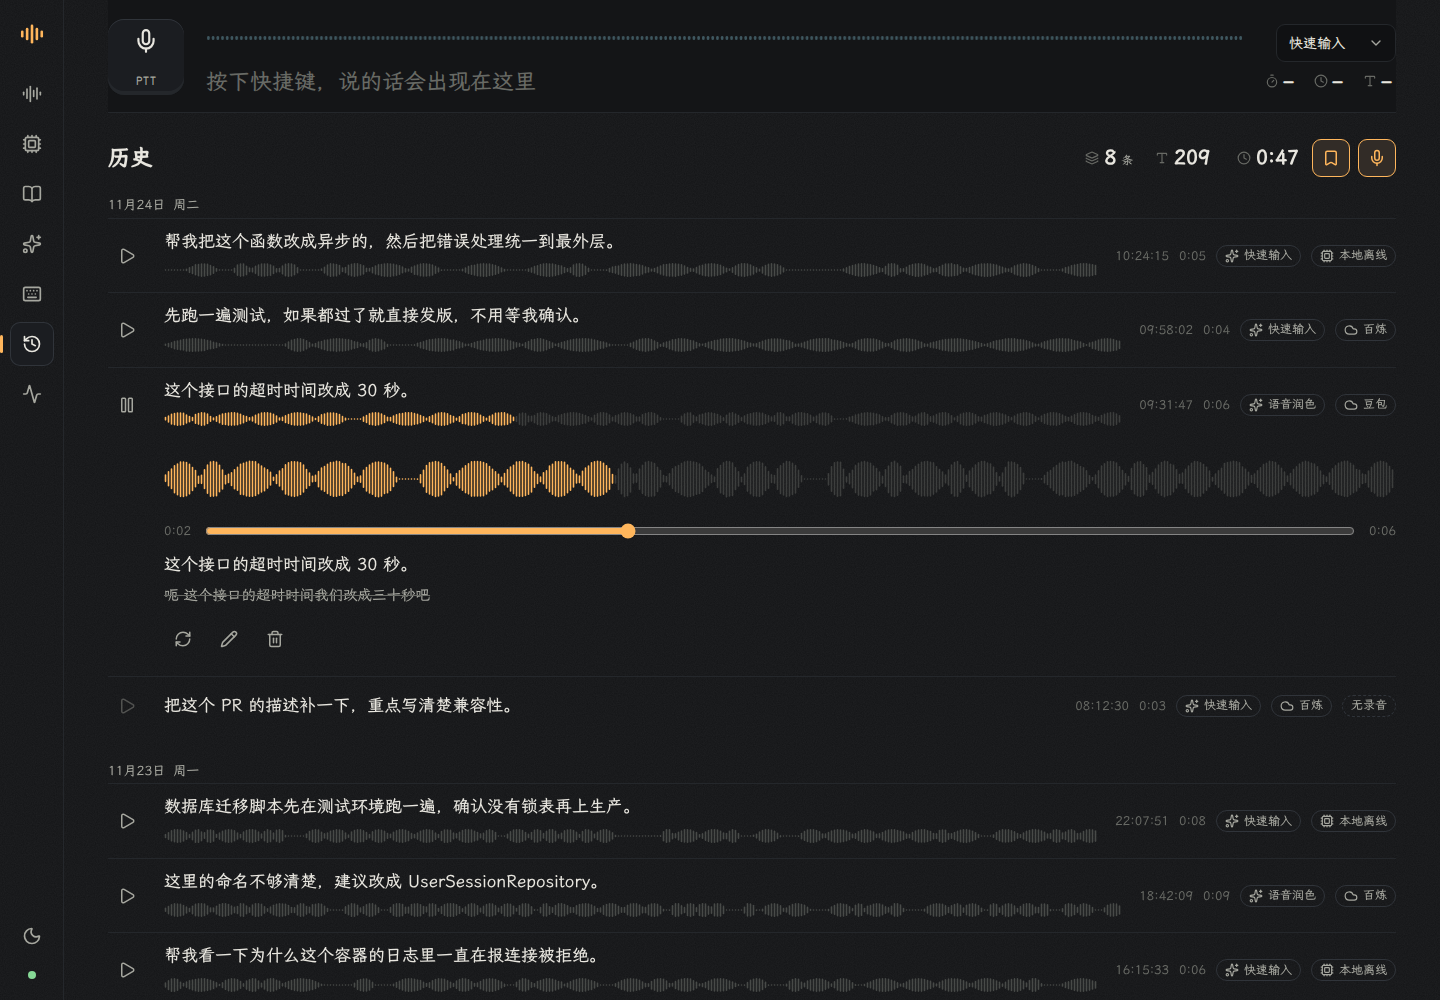 PTT
按下快捷键，说的话会出现在这里
快速输入
历史
8 条 209 0:47
11月24日 周二
帮我把这个函数改成异步的，然后把错误处理统一到最外层。
10:24:15 0:05 快速输入 本地离线
先跑一遍测试，如果都过了就直接发版，不用等我确认。
09:58:02 0:04 快速输入 百炼
这个接口的超时时间改成 30 秒。
09:31:47 0:06 语音润色 豆包
0:02 0:06
这个接口的超时时间改成 30 秒。
呃 这个接口的超时时间我们改成三十秒吧
把这个 PR 的描述补一下，重点写清楚兼容性。
08:12:30 0:03 快速输入 百炼 无录音
11月23日 周一
数据库迁移脚本先在测试环境跑一遍，确认没有锁表再上生产。
22:07:51 0:08 快速输入 本地离线
这里的命名不够清楚，建议改成 UserSessionRepository。
18:42:09 0:09 语音润色 百炼
帮我看一下为什么这个容器的日志里一直在报连接被拒绝。
16:15:33 0:06 快速输入 本地离线